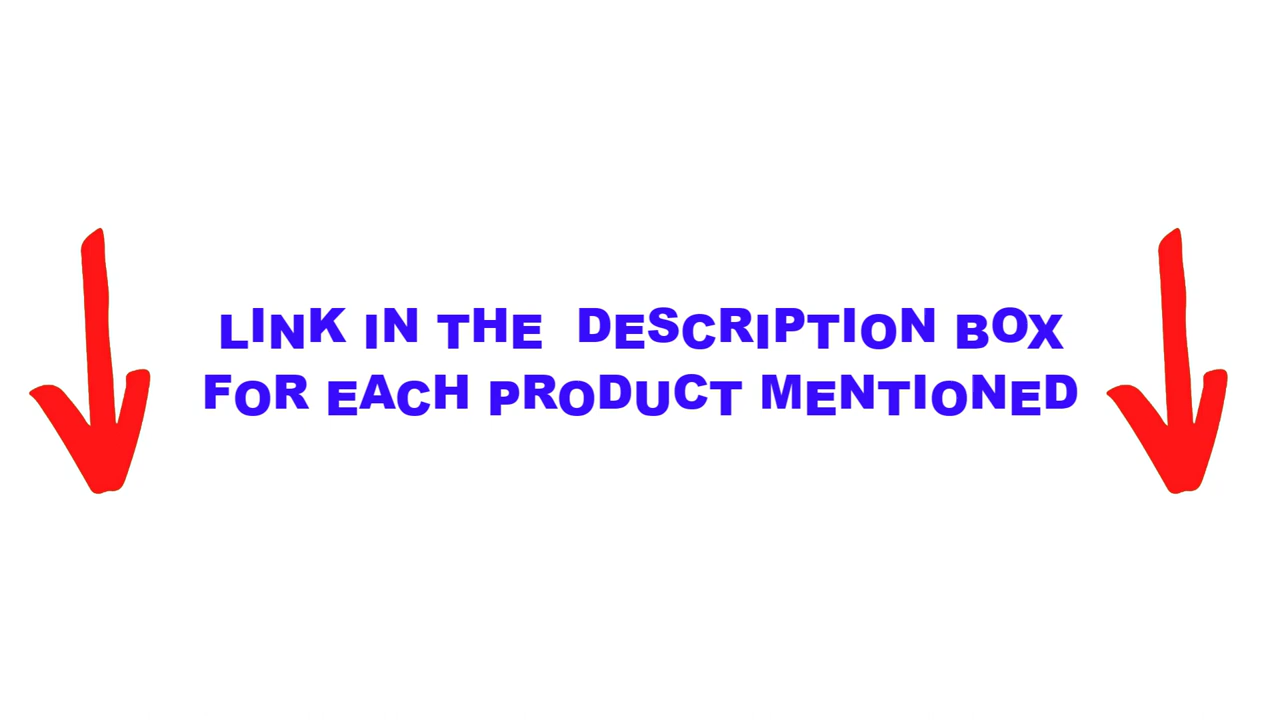 LINK IN THE DESCRIPTION BOX
FOR EACH PRODUCT MENTIONED